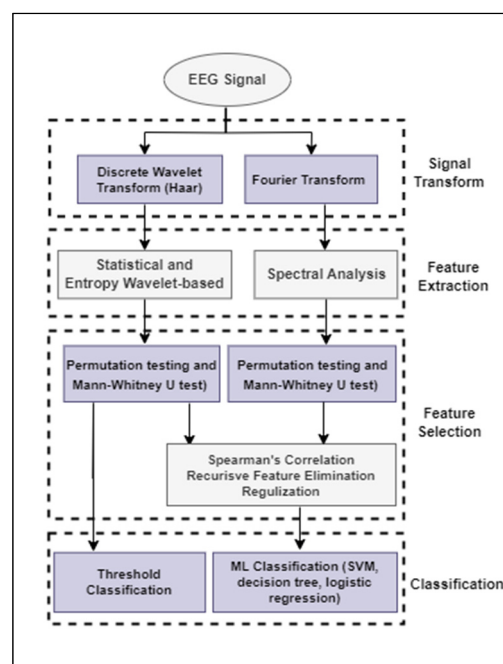 EEG Signal
Discrete Wavelet
Transform (Haar)
Fourier Transform
Signal
Transform
Statistical and
Entropy Wavelet-based
Spectral Analysis
Feature
Extraction
Permutation testing and
Mann-Whitney U test)
Permutation testing and
Mann-Whitney U test)
Feature
Selection
Spearman's Correlation
Recurisve Feature Elimination
Regulization
Threshold
Classification
ML Classification (SVM,
decision tree, logistic
regression)
Classification